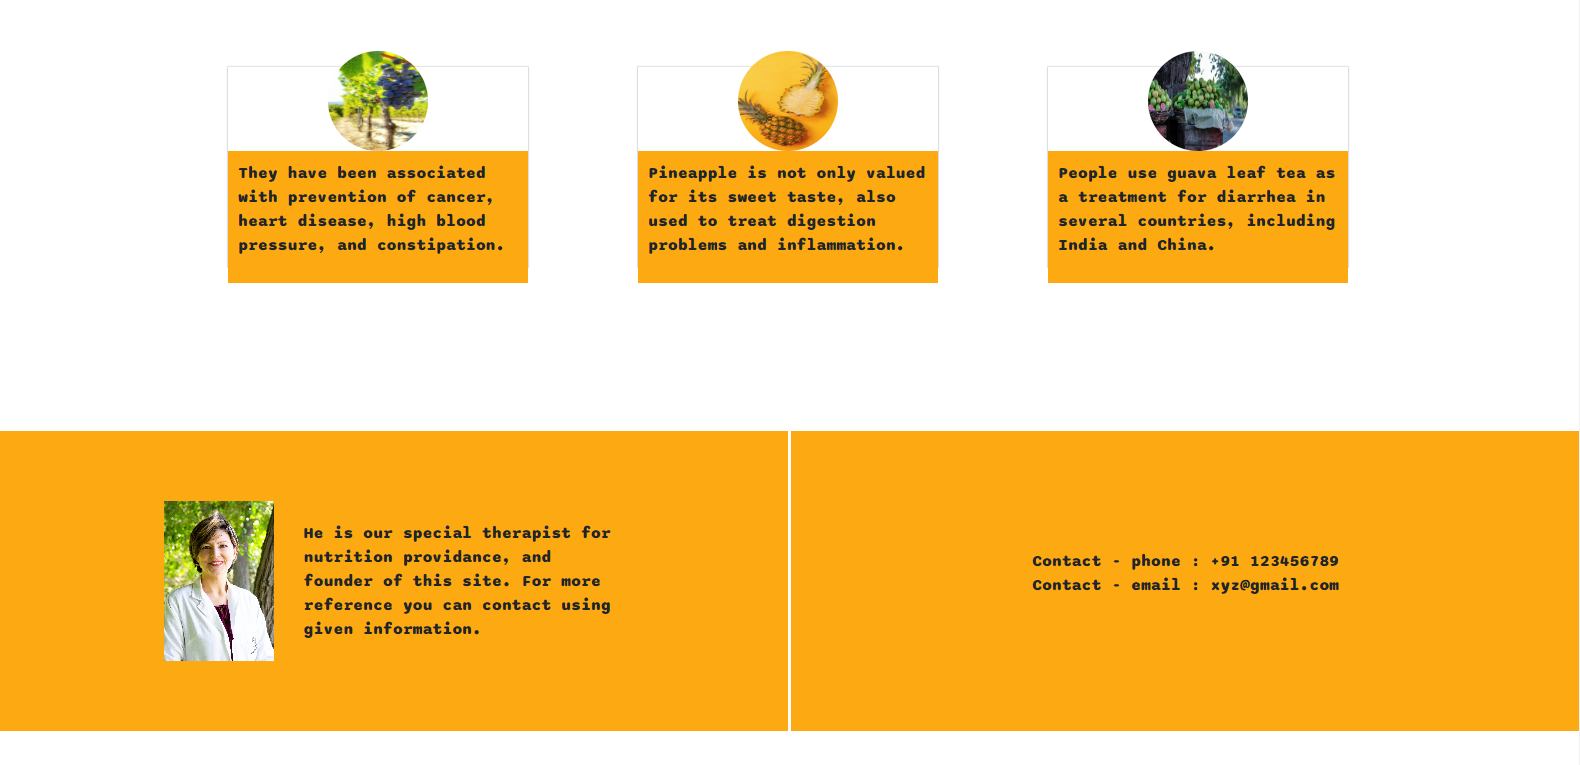 They have been associated
with prevention of cancer,
heart disease, high blood
pressure, and constipation.
Pineapple is not only valued
for its sweet taste, also
used to treat digestion
problems and inflammation.
People use guava leaf tea as
a treatment for diarrhea in
several countries, including
India and China.
He is our special therapist for
nutrition providance, and
founder of this site. For more
reference you can contact using
given information.
Contact - phone : +91 123456789
Contact - email : xyz@gmail.com